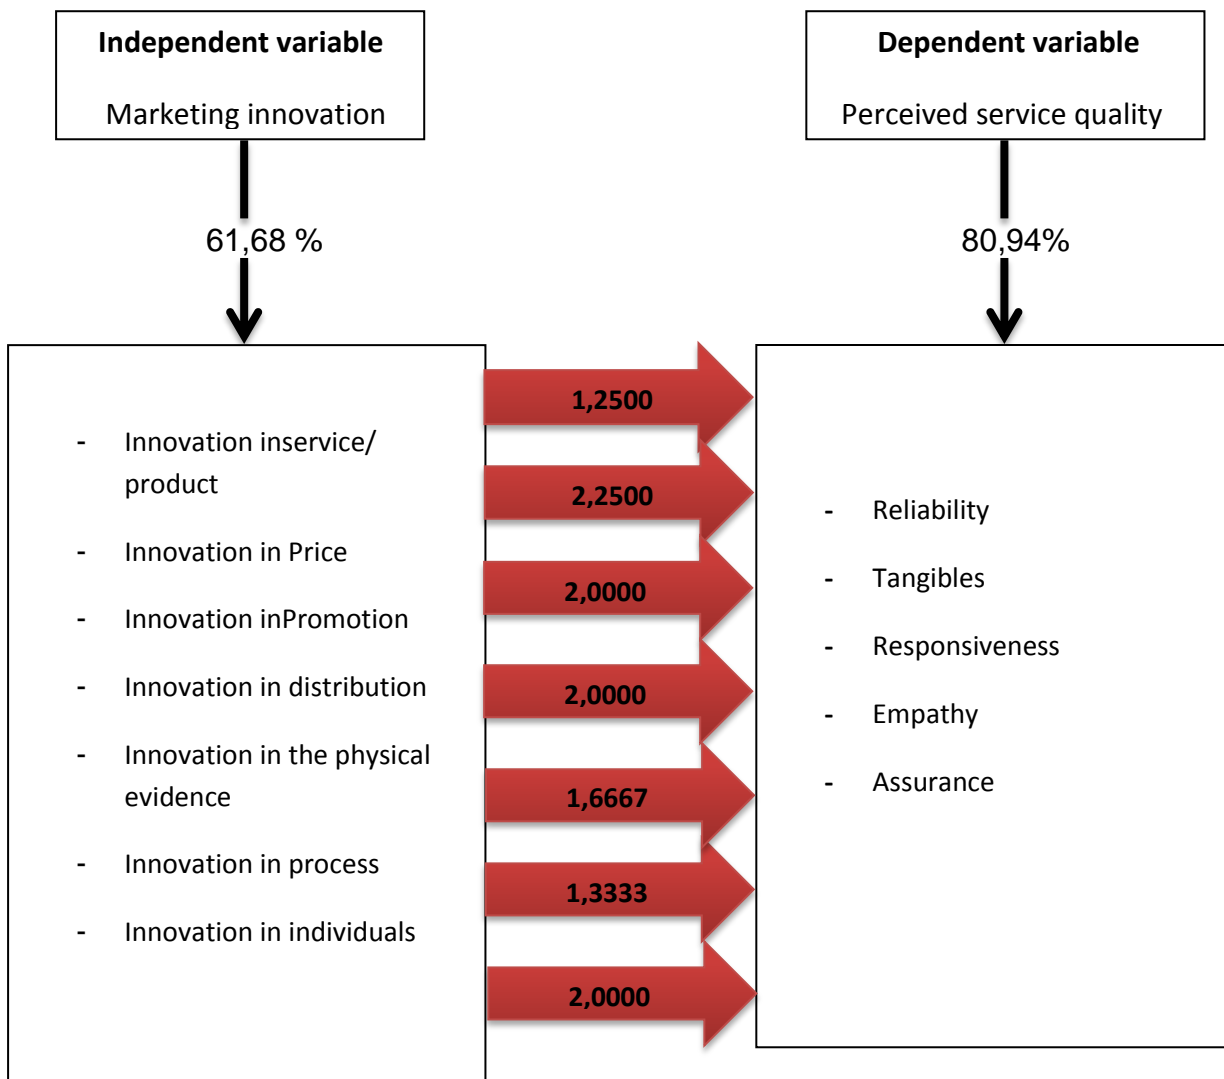 Independent variable
Marketing innovation
Dependent variable
Perceived service quality
61,68 %
80,94%
- Innovation inservice/
product
- Innovation in Price
- Innovation inPromotion
- Innovation in distribution
- Innovation in the physical
evidence
- Innovation in process
- Innovation in individuals
1,2500
2,2500
2,0000
2,0000
1,6667
1,3333
2,0000
- Reliability
- Tangibles
- Responsiveness
- Empathy
- Assurance